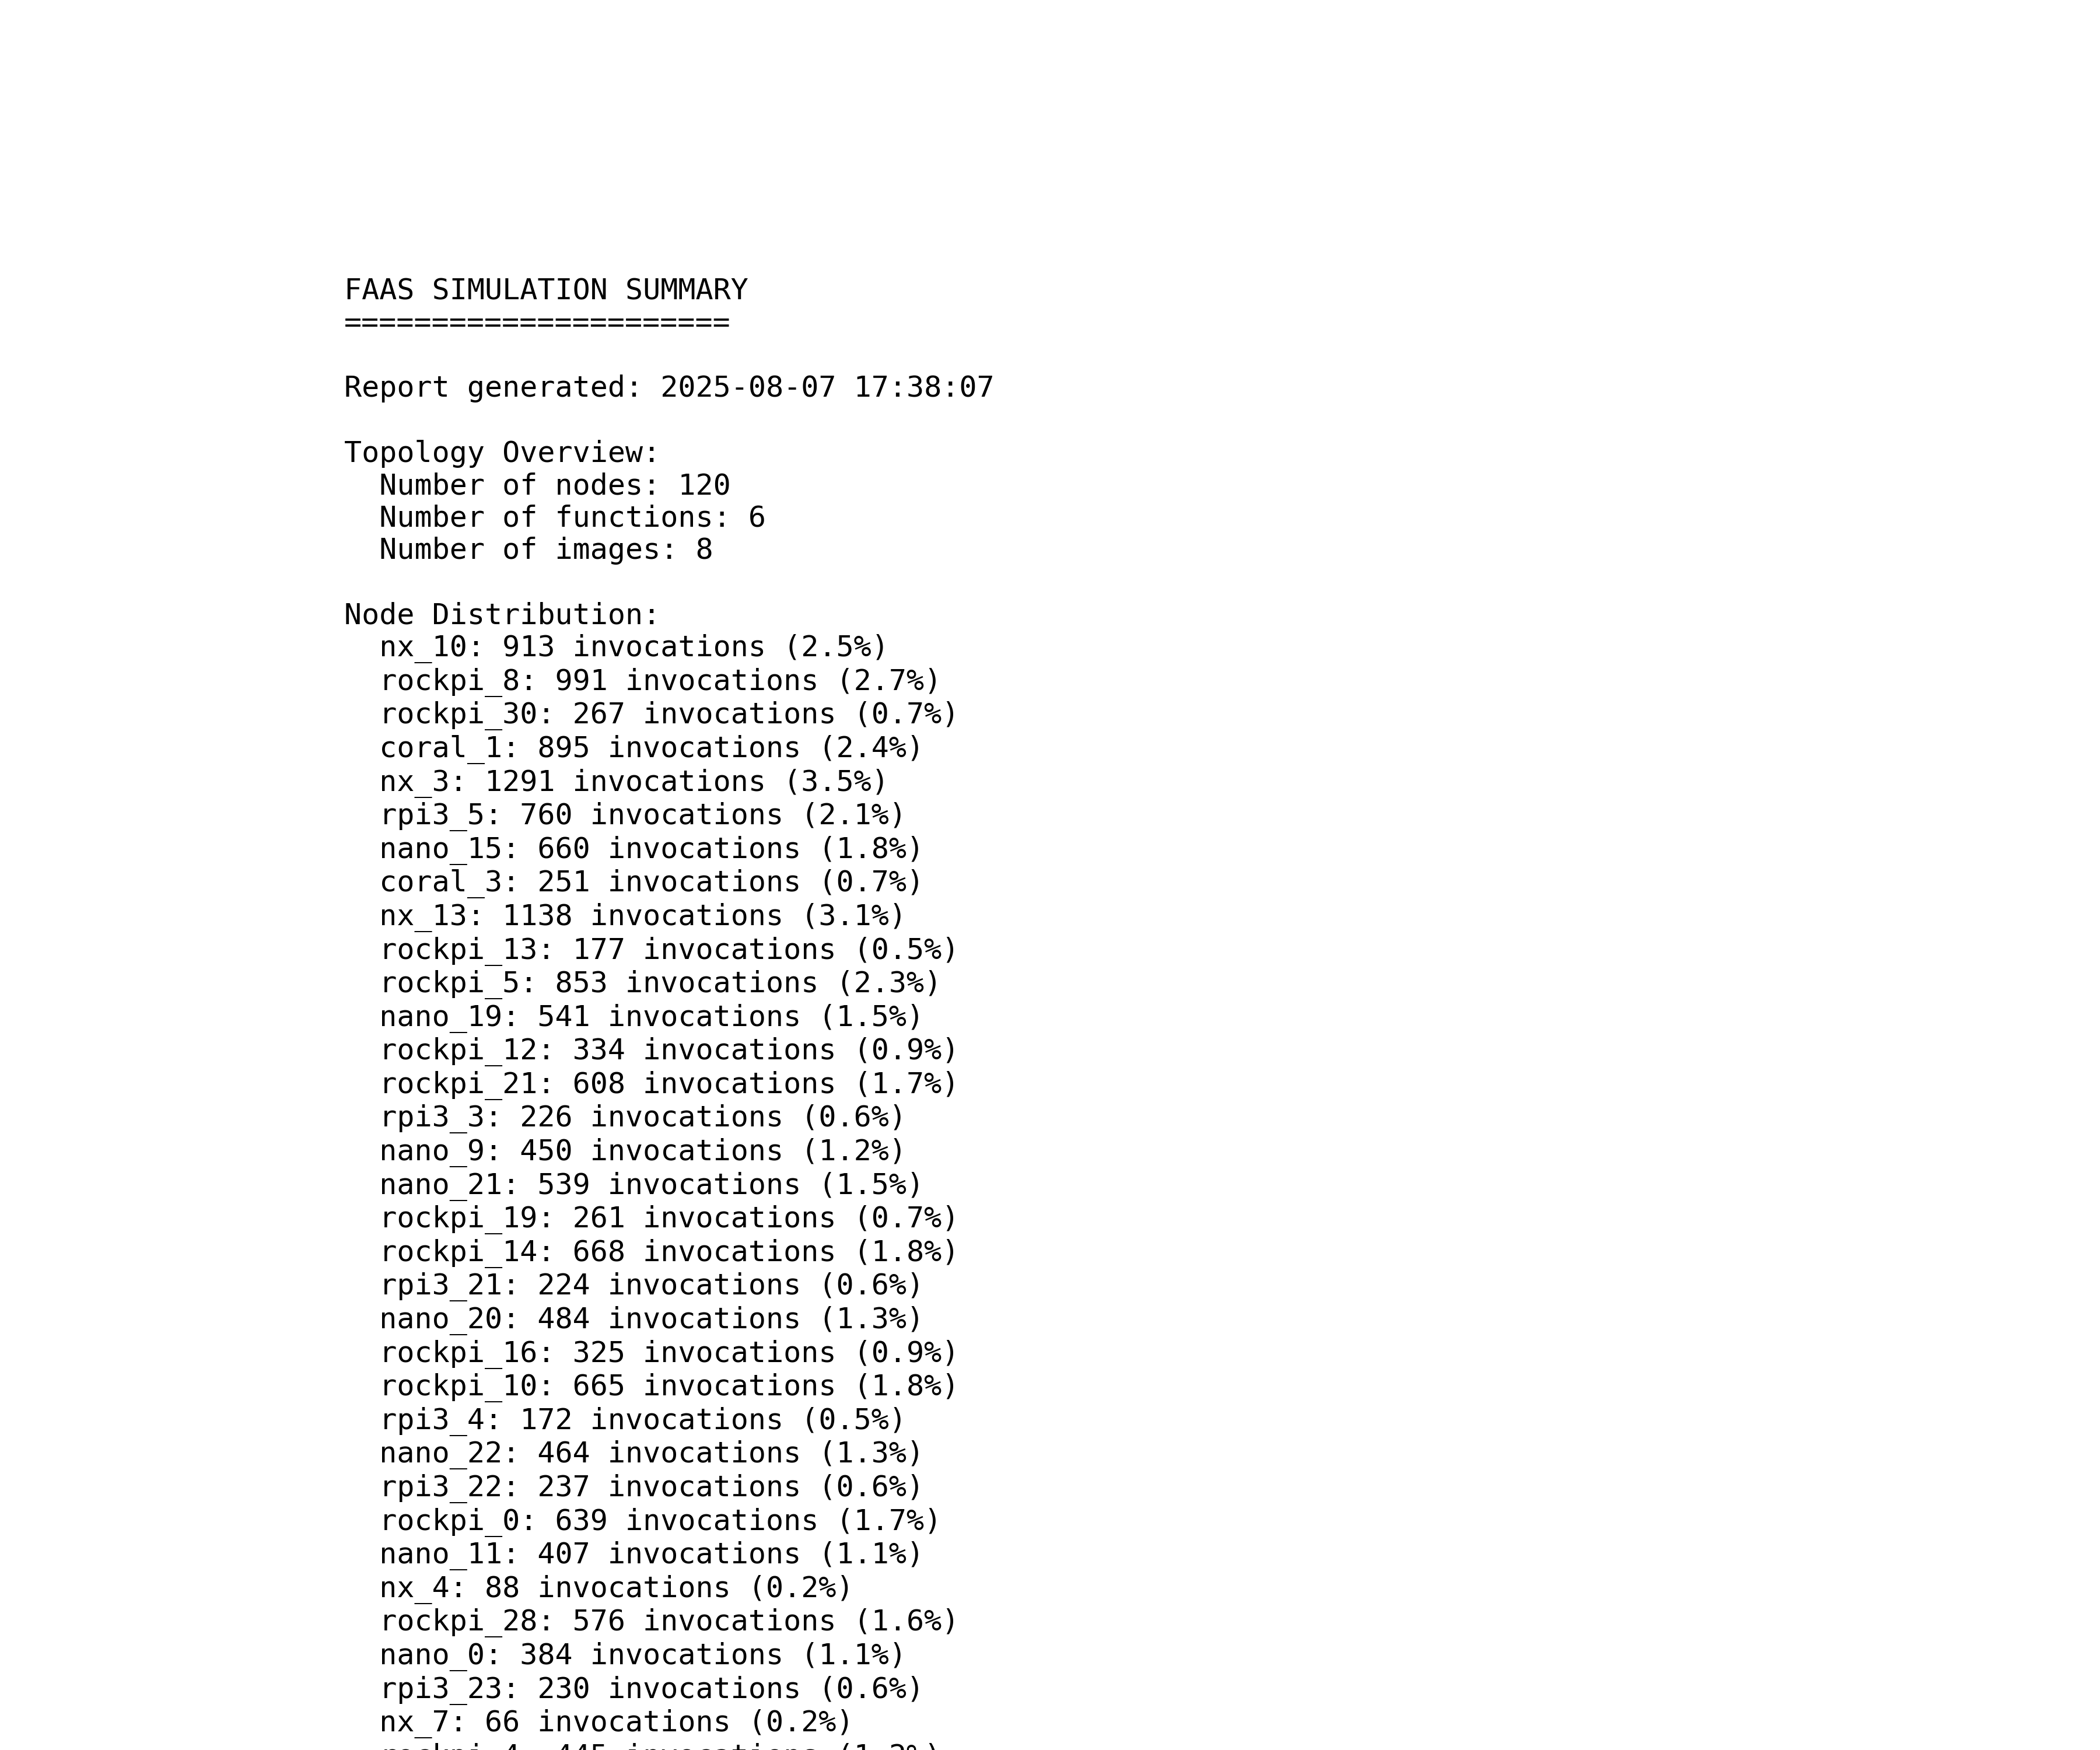 FAAS SIMULATION SUMMARY
======================
Report generated: 2025-08-07 17:38:07
Topology Overview:
Number of nodes: 120
Number of functions: 6
Number of images: 8
Node Distribution:
nx_10: 913 invocations (2.5%)
rockpi_8: 991 invocations (2.7%)
rockpi_30: 267 invocations (0.7%)
coral_1: 895 invocations (2.4%)
nx_3: 1291 invocations (3.5%)
rpi3_5: 760 invocations (2.1%)
nano_15: 660 invocations (1.8%)
coral_3: 251 invocations (0.7%)
nx_13: 1138 invocations (3.1%)
rockpi_13: 177 invocations (0.5%)
rockpi_5: 853 invocations (2.3%)
nano_19: 541 invocations (1.5%)
rockpi_12: 334 invocations (0.9%)
rockpi_21: 608 invocations (1.7%)
rpi3_3: 226 invocations (0.6%)
nano_9: 450 invocations (1.2%)
nano_21: 539 invocations (1.5%)
rockpi_19: 261 invocations (0.7%)
rockpi_14: 668 invocations (1.8%)
rpi3_21: 224 invocations (0.6%)
nano_20: 484 invocations (1.3%)
rockpi_16: 325 invocations (0.9%)
rockpi_10: 665 invocations (1.8%)
rpi3_4: 172 invocations (0.5%)
nano_22: 464 invocations (1.3%)
rpi3_22: 237 invocations (0.6%)
rockpi_0: 639 invocations (1.7%)
nano_11: 407 invocations (1.1%)
nx_4: 88 invocations (0.2%)
rockpi_28: 576 invocations (1.6%)
nano_0: 384 invocations (1.1%)
rpi3_23: 230 invocations (0.6%)
nx_7: 66 invocations (0.2%)